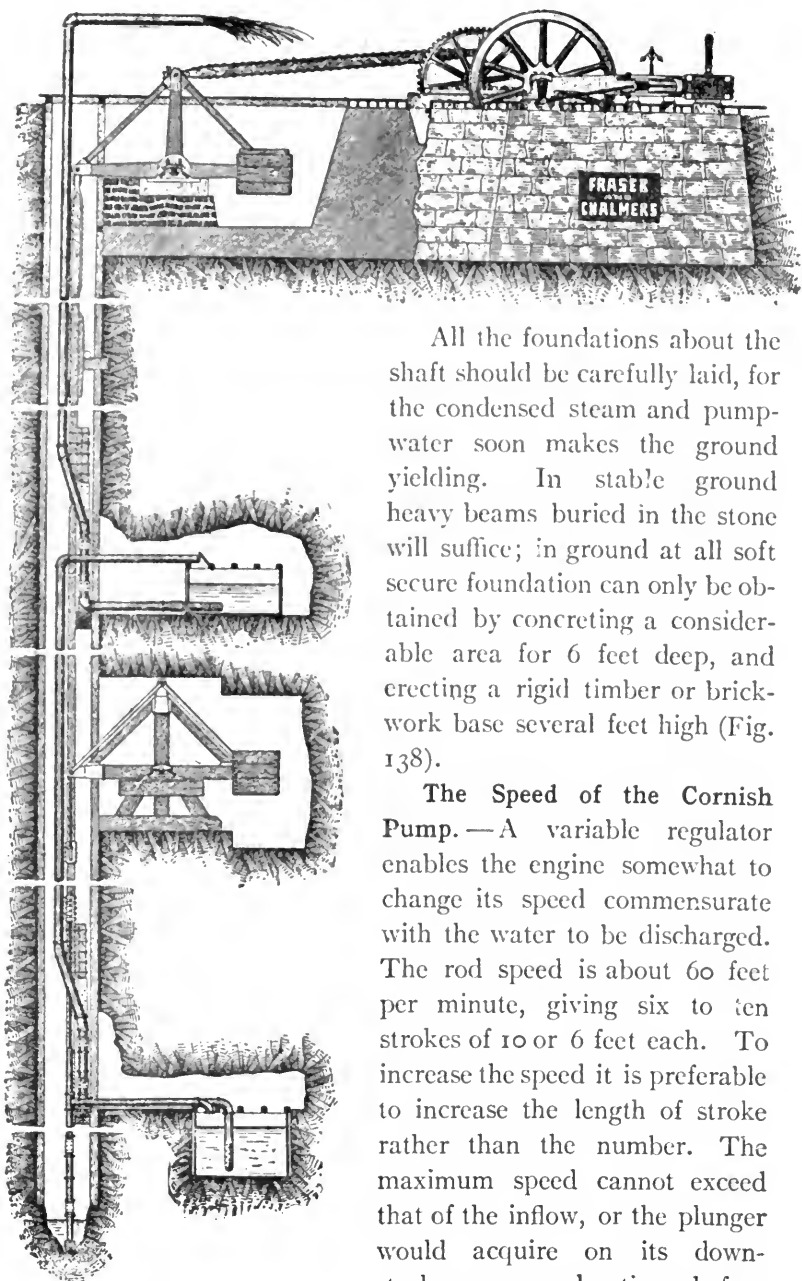 FRASER
AND
CHALMERS
All the foundations about the
shaft should be carefully laid, for
the condensed steam and pump-
water soon makes the ground
yielding. In stable ground
heavy beams buried in the stone
will suffice; in ground at all soft
secure foundation can only be ob-
tained by concreting a consider-
able area for 6 feet deep, and
erecting a rigid timber or brick-
work base several feet high (Fig.
138).
The Speed of the Cornish
Pump. — A variable regulator
enables the engine somewhat to
change its speed commensurate
with the water to be discharged.
The rod speed is about 60 feet
per minute, giving six to ten
strokes of 10 or 6 feet each. To
increase the speed it is preferable
to increase the length of stroke
rather than the number. The
maximum speed cannot exceed
that of the inflow, or the plunger
would acquire on its down-